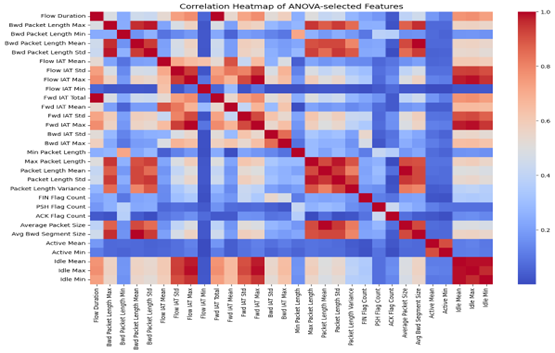 Correlation Heatmap of ANOVA-selected Features
Flow Duration
Bwd Packet Length Max
Bwd Packet Length Min
Bwd Packet Length Mean
Bwd Packet Length Std
Flow IAT Mean
Flow IAT Std
Flow IAT Max
Flow IAT Min
Fwd IAT Total
Fwd IAT Mean
Fwd IAT Std
Fwd IAT Max
Bwd IAT Std
Bwd IAT Max
Min Packet Length
Max Packet Length
Packet Length Mean
Packet Length Std
Packet Length Variance
FIN Flag Count
PSH Flag Count
ACK Flag Count
Average Packet Size
Avg Bwd Segment Size
Active Mean
Active Min
Idle Mean
Idle Max
Idle Min
Flow Duration
Bwd Packet Length Max
Bwd Packet Length Min
Bwd Packet Length Mean
Bwd Packet Length Std
Flow IAT Mean
Flow IAT Std
Flow IAT Max
Flow IAT Min
Fwd IAT Total
Fwd IAT Mean
Fwd IAT Std
Fwd IAT Max
Bwd IAT Std
Bwd IAT Max
Min Packet Length
Max Packet Length
Packet Length Mean
Packet Length Std
Packet Length Variance
FIN Flag Count
PSH Flag Count
ACK Flag Count
Average Packet Size
Avg Bwd Segment Size
Active Mean
Active Min
Idle Mean
Idle Max
Idle Min
1.0
0.8
0.6
0.4
0.2